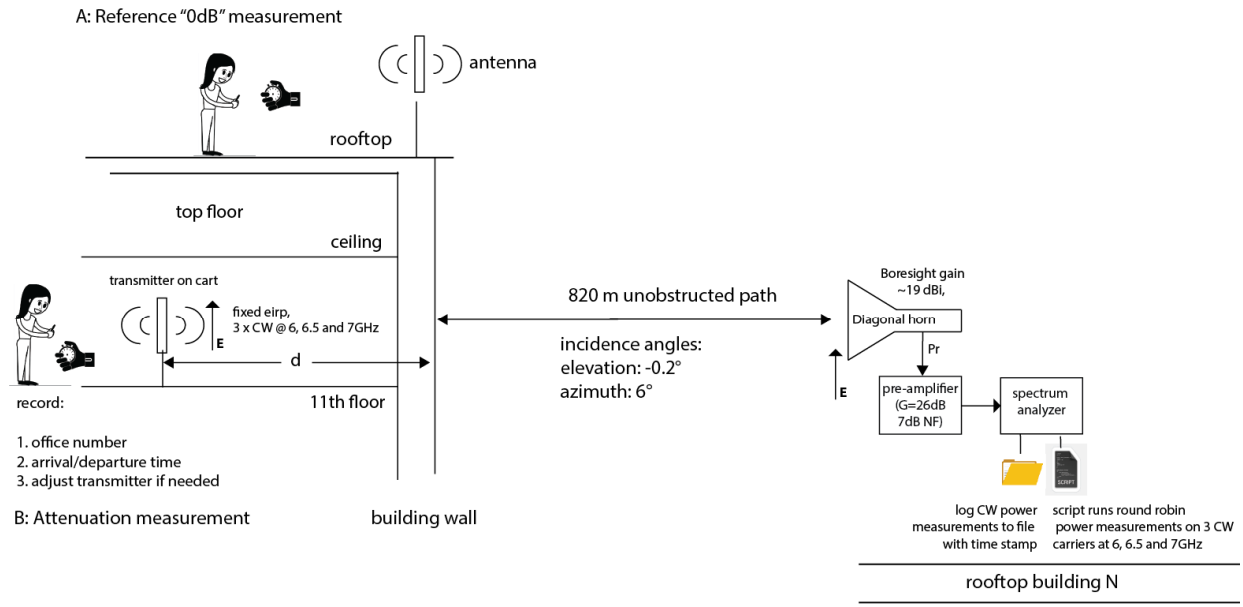 A: Reference “0dB” measurement
antenna
rooftop
top floor
ceiling
transmitter on cart
fixed eirp,
3 x CW @ 6, 6.5 and 7GHz
E
d
11th floor
record:
1. office number
2. arrival/departure time
3. adjust transmitter if needed
B: Attenuation measurement
building wall
820 m unobstructed path
incidence angles:
elevation: -0.2°
azimuth: 6°
Boresight gain
~19 dBi,
Diagonal horn
Pr
E
pre-amplifier
(G=26dB
7dB NF)
spectrum
analyzer
SCRIPT
log CW power
measurements to file
with time stamp
script runs round robin
power measurements on 3 CW
carriers at 6, 6.5 and 7GHz
rooftop building N